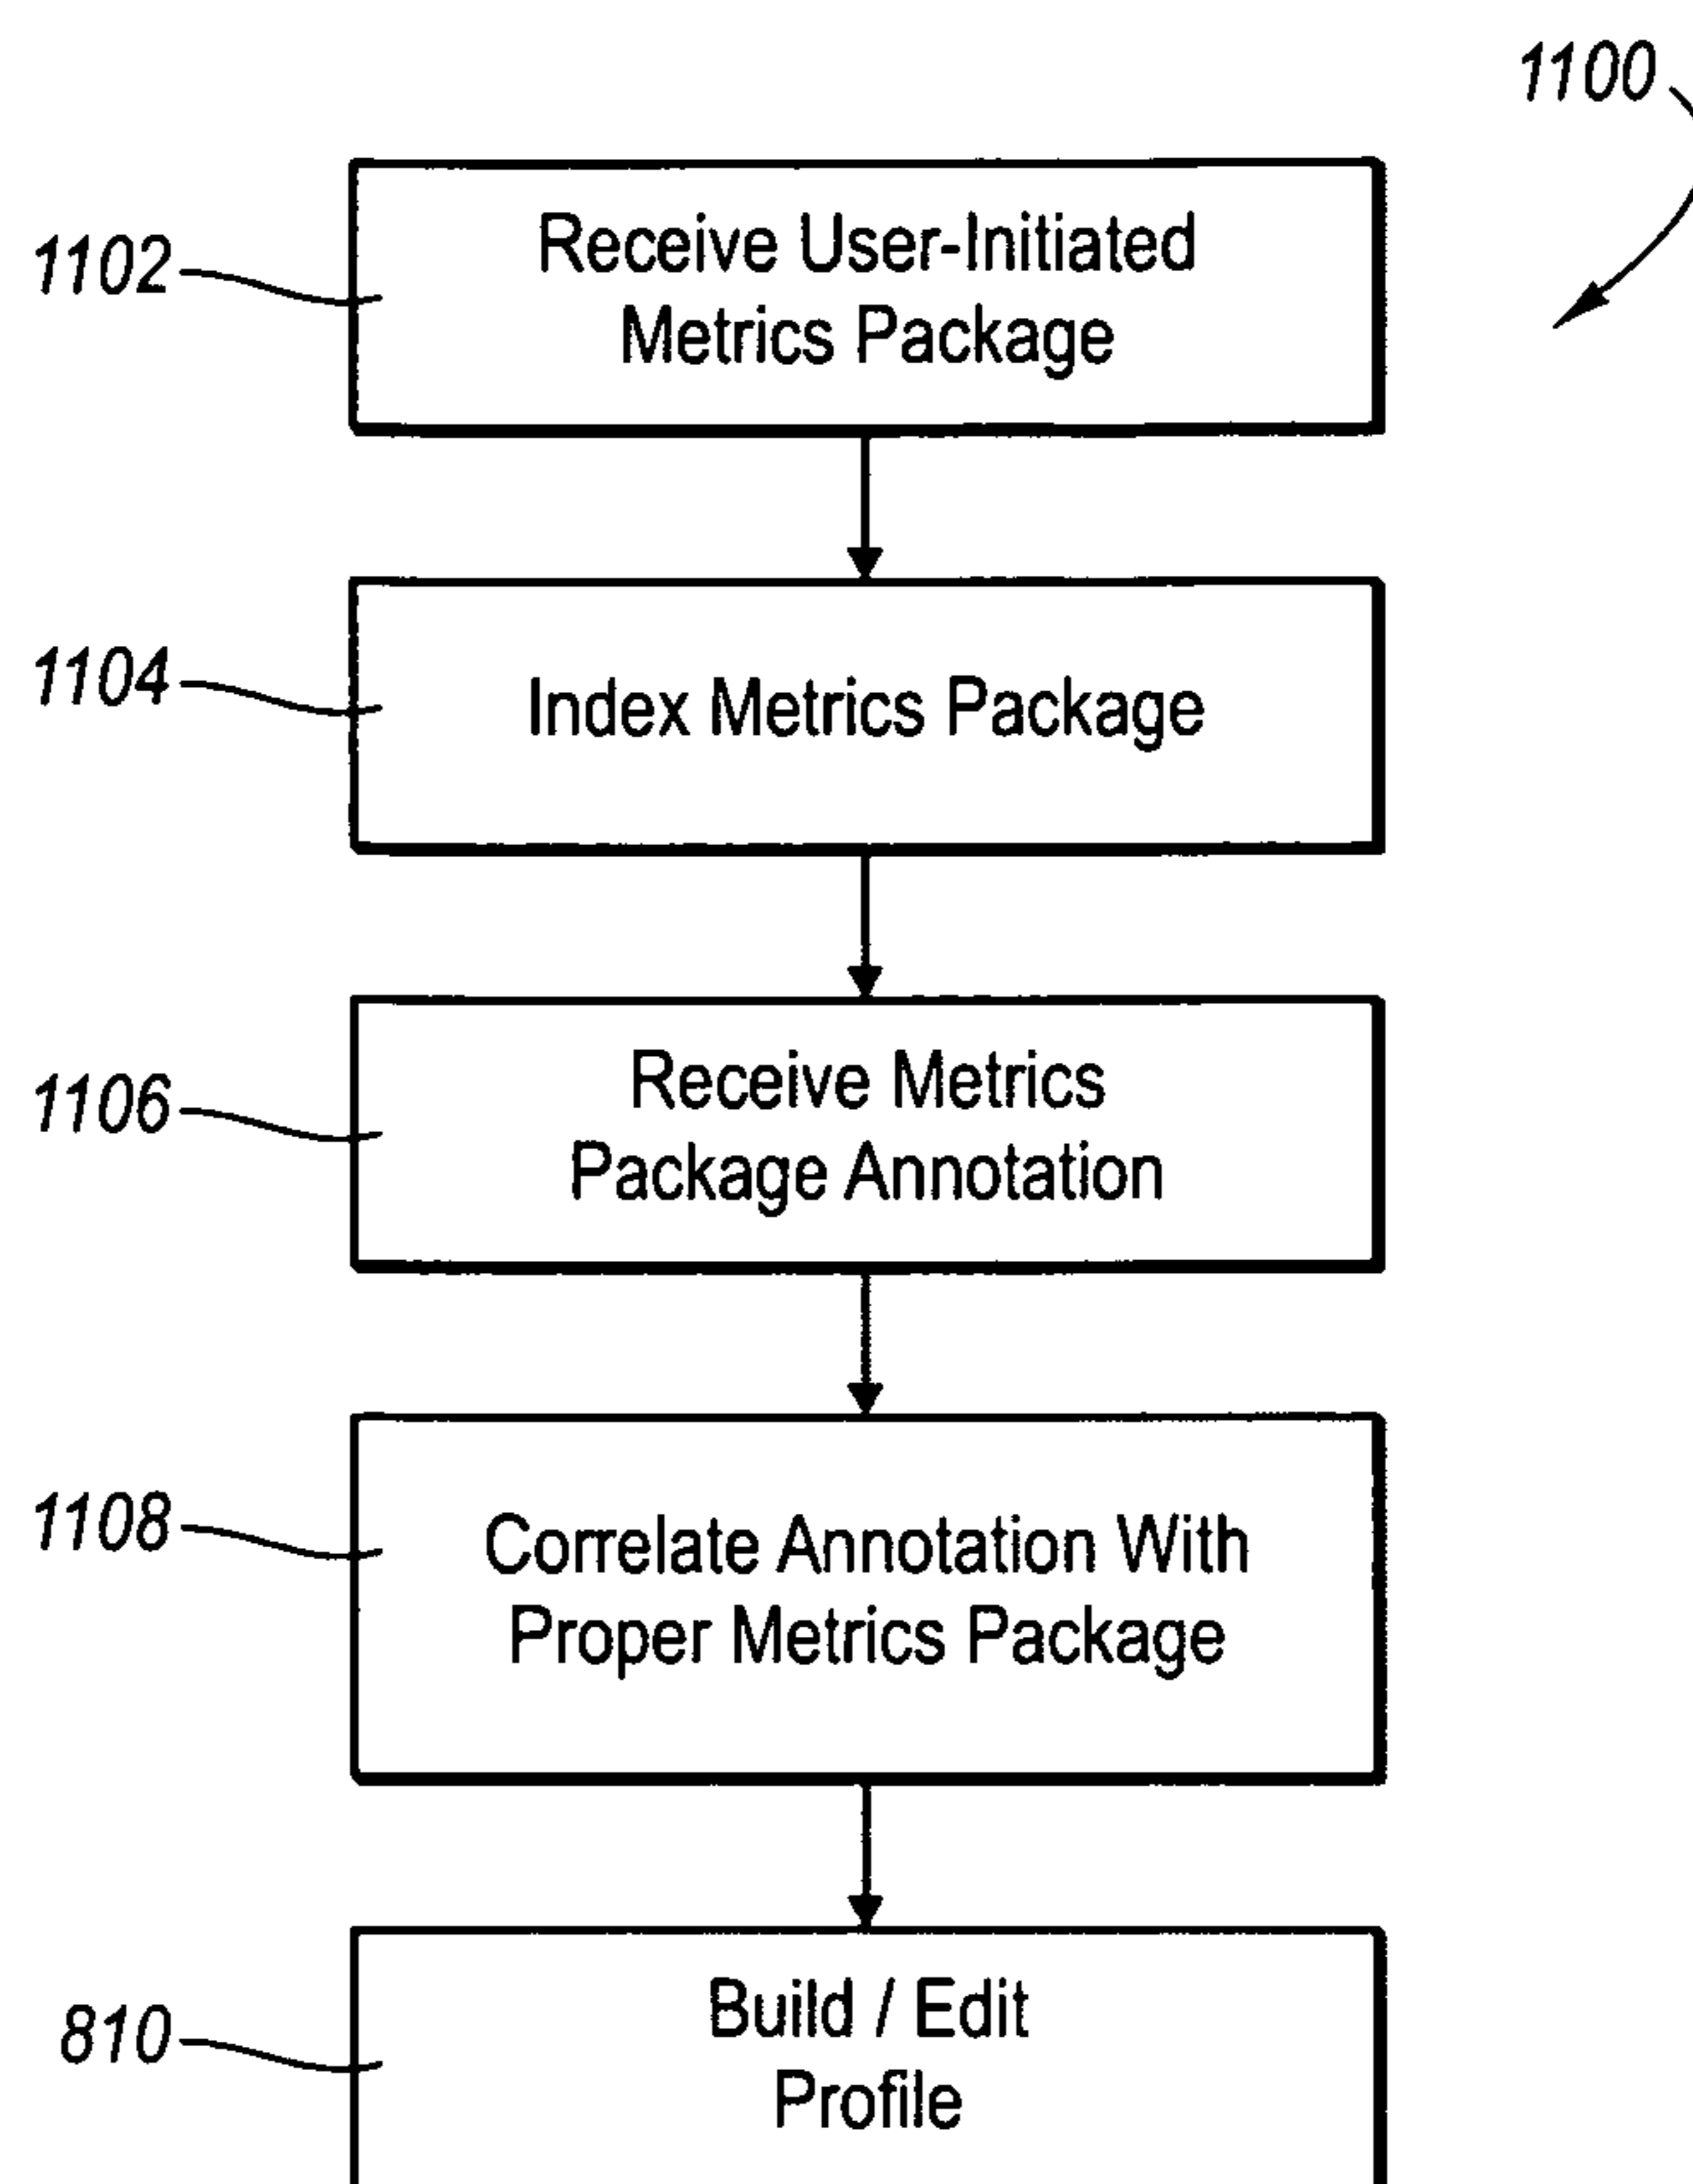 1100
1102
Receive User-Initiated
Metrics Package
1104
Index Metrics Package
1106
Receive Metrics
Package Annotation
1108
Correlate Annotation With
Proper Metrics Package
810
Build / Edit
Profile